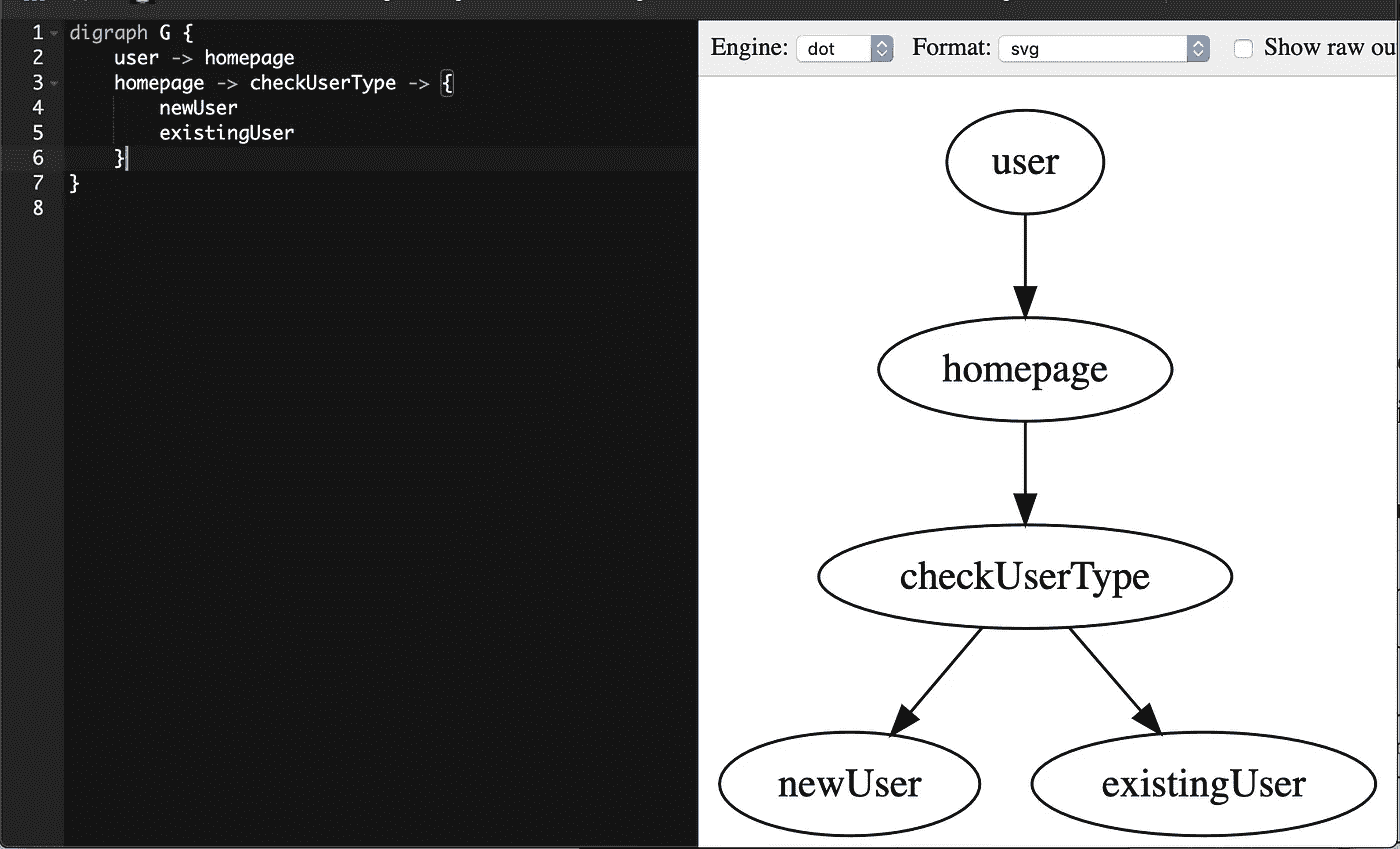 1 digraph G {
2     user -> homepage
3     homepage -> checkUserType -> {
4         newUser
5         existingUser
6     }
7 }
8
Engine: dot Format: svg Show raw ou
user
homepage
checkUserType
newUser existingUser